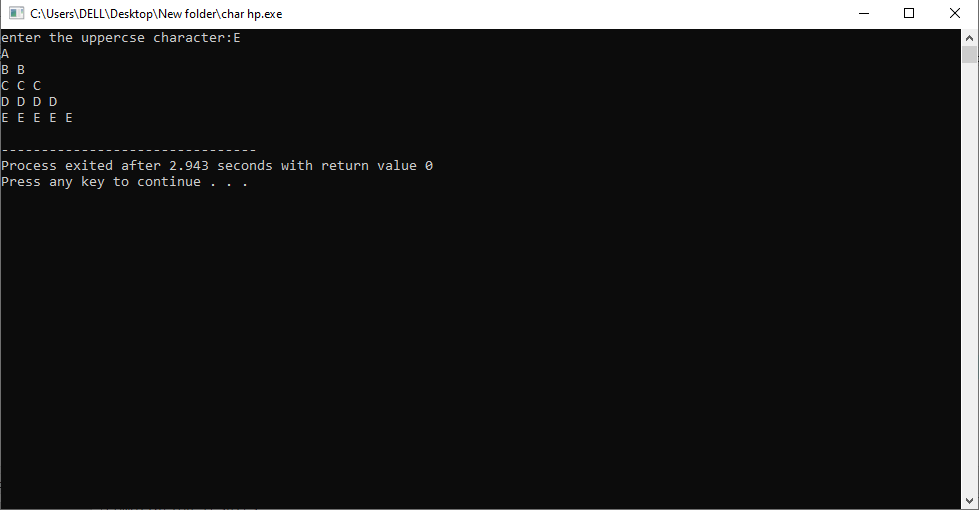 C:\Users\DELL\Desktop\New folder\char hp.exe
enter the uppercse character:E
A
B B
C C C
D D D D
E E E E E
--------------------------------
Process exited after 2.943 seconds with return value 0
Press any key to continue . . .